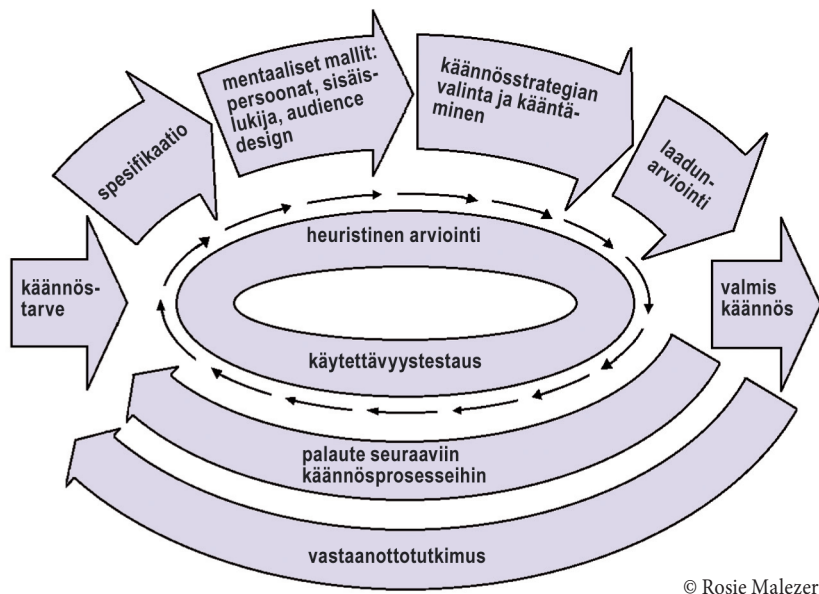 käännös-
tarve
spesifikaatio
mentaaliset mallit:
persoonat, sisäis-
lukija, audience
design
käännösstrategian
valinta ja kääntä-
minen
laadun-
arviointi
valmis
käännös
heuristinen arviointi
käytettävyystestaus
palaute seuraaviin
käännösprosesseihin
vastaanottotutkimus
© Rosie Malezer